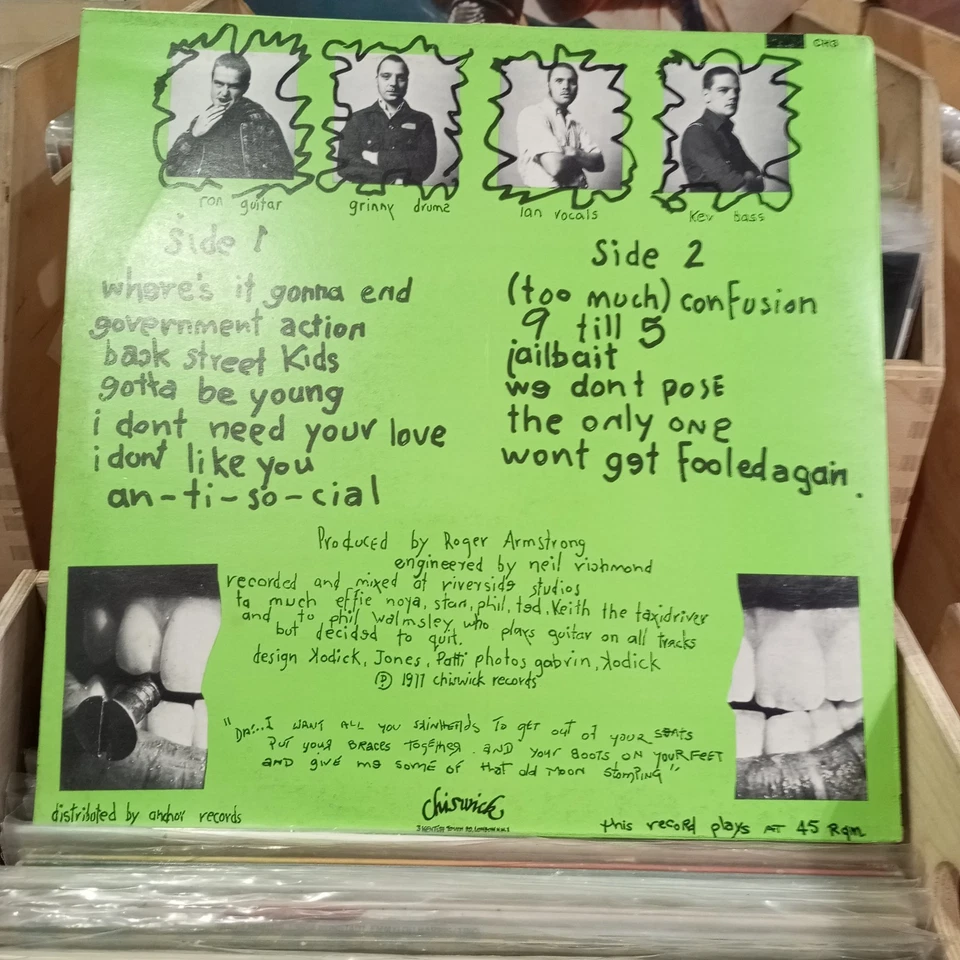 CH3
ron guitar
grinny drums
Ian vocals
Kev bass
Side 1
where's it gonna end
government action
back street Kids
gotta be young
i dont need your love
i dont like you
an-ti-so-cial
Side 2
(too much) confusion
9 till 5
jailbait
we dont pose
the only one
wont get fooled again.
Produced by Roger Armstrong
engineered by neil richmond
recorded and mixed at riverside studios
ta much effie noya, stan, phil, ted, Keith the taxidriver
and to phil walmsley who plays guitar on all tracks
but decided to quit.
design Kodick, Jones, Patti photos gabrin, Kodick
Ⓟ 1977 chiswick records
I WANT ALL you SKINHEADS To GET OUT OF YOUR SEATS
PUT YOUR BRACES TOGETHER AND YOUR BOOTS ON YOUR FEET
AND GIVE ME SOME OF that old MOON STOMPING"
distributed by anchor records
chiswick
this record plays AT 45 Rpm